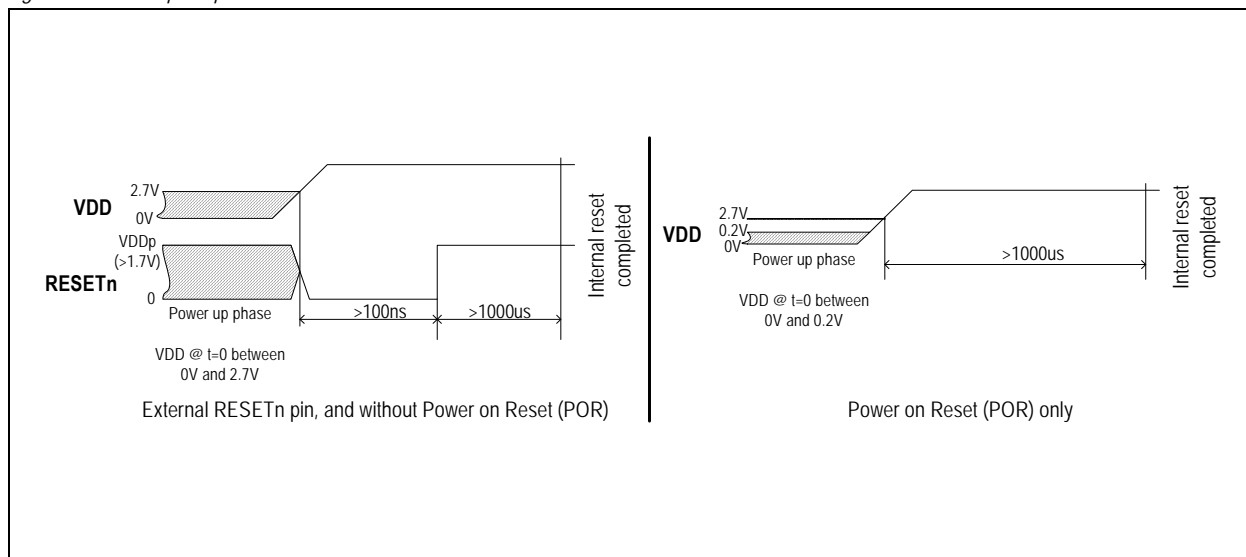 2.7V
VDD
0V
VDDp
(>1.7V)
RESETn
0
Power up phase
>100ns
>1000us
VDD @ t=0 between
0V and 2.7V
Internal reset
completed
External RESETn pin, and without Power on Reset (POR)
2.7V
0.2V
VDD
0V
Power up phase
>1000us
VDD @ t=0 between
0V and 0.2V
Internal reset
completed
Power on Reset (POR) only